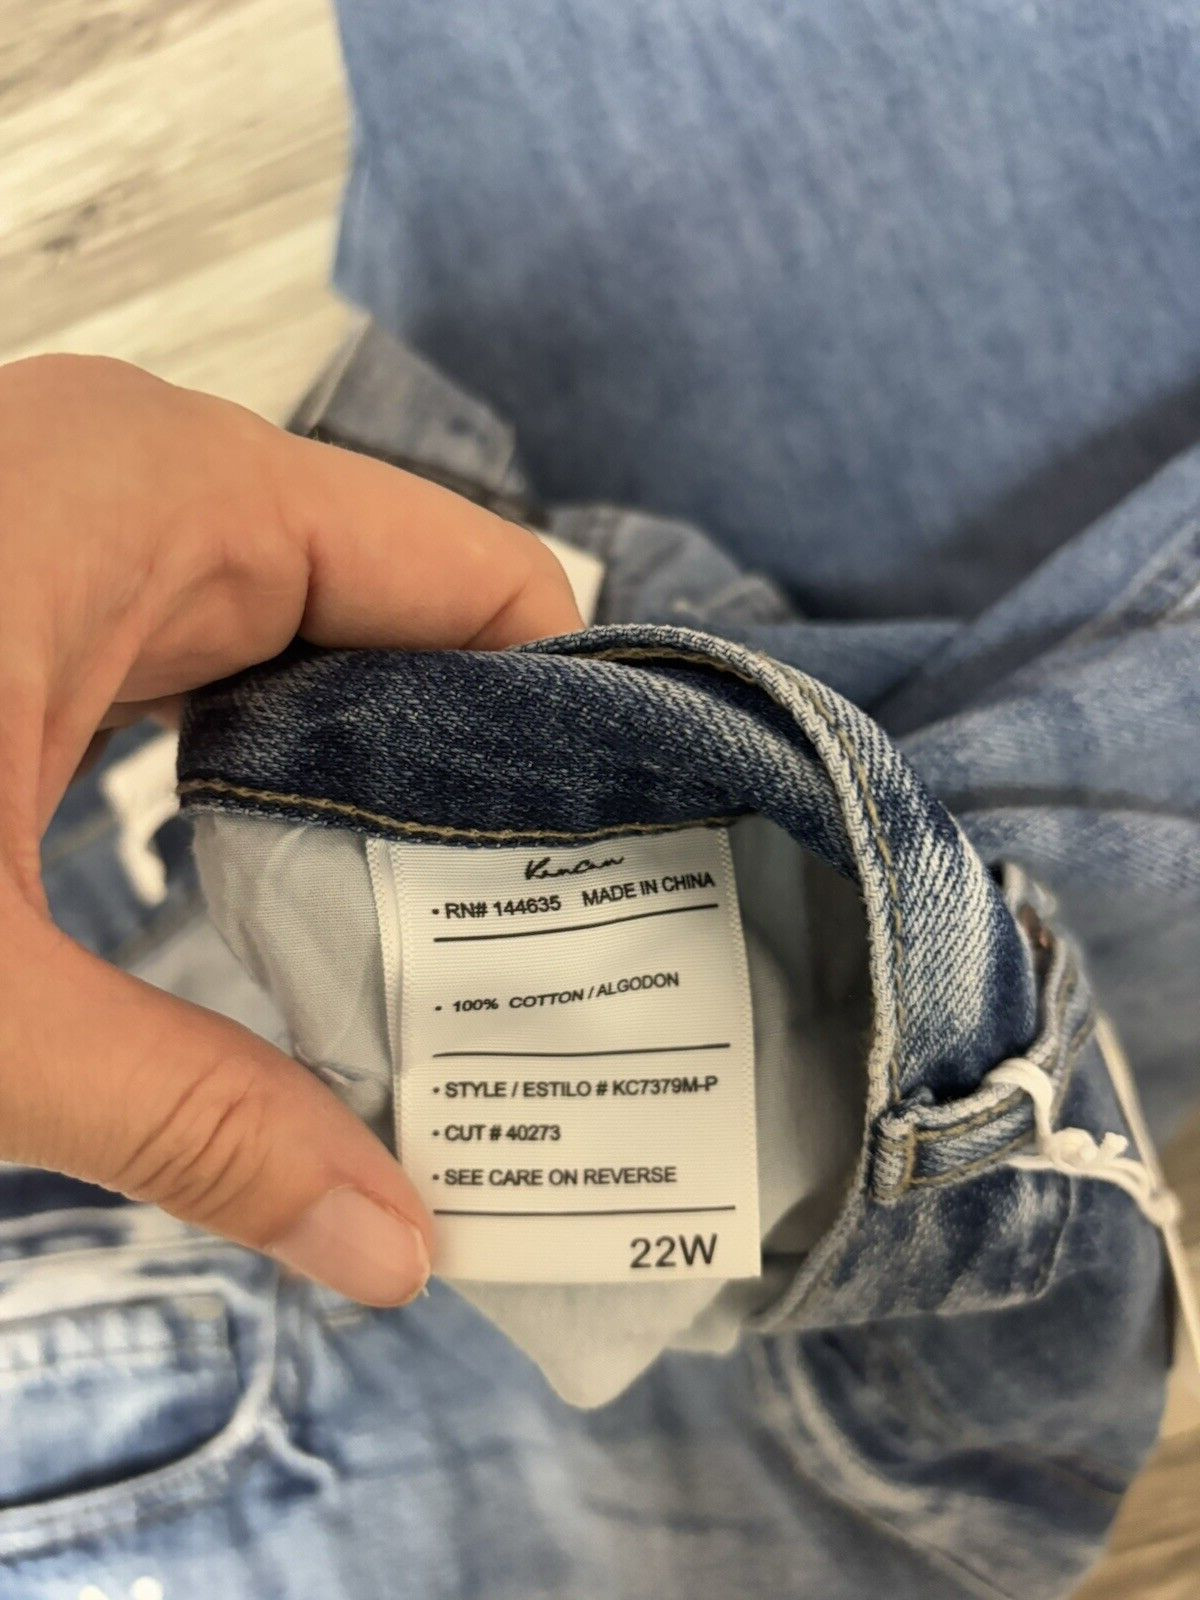 KanCan
• RN# 144635 MADE IN CHINA
• 100% COTTON / ALGODON
• STYLE / ESTILO # KC7379M-P
• CUT # 40273
• SEE CARE ON REVERSE
22W